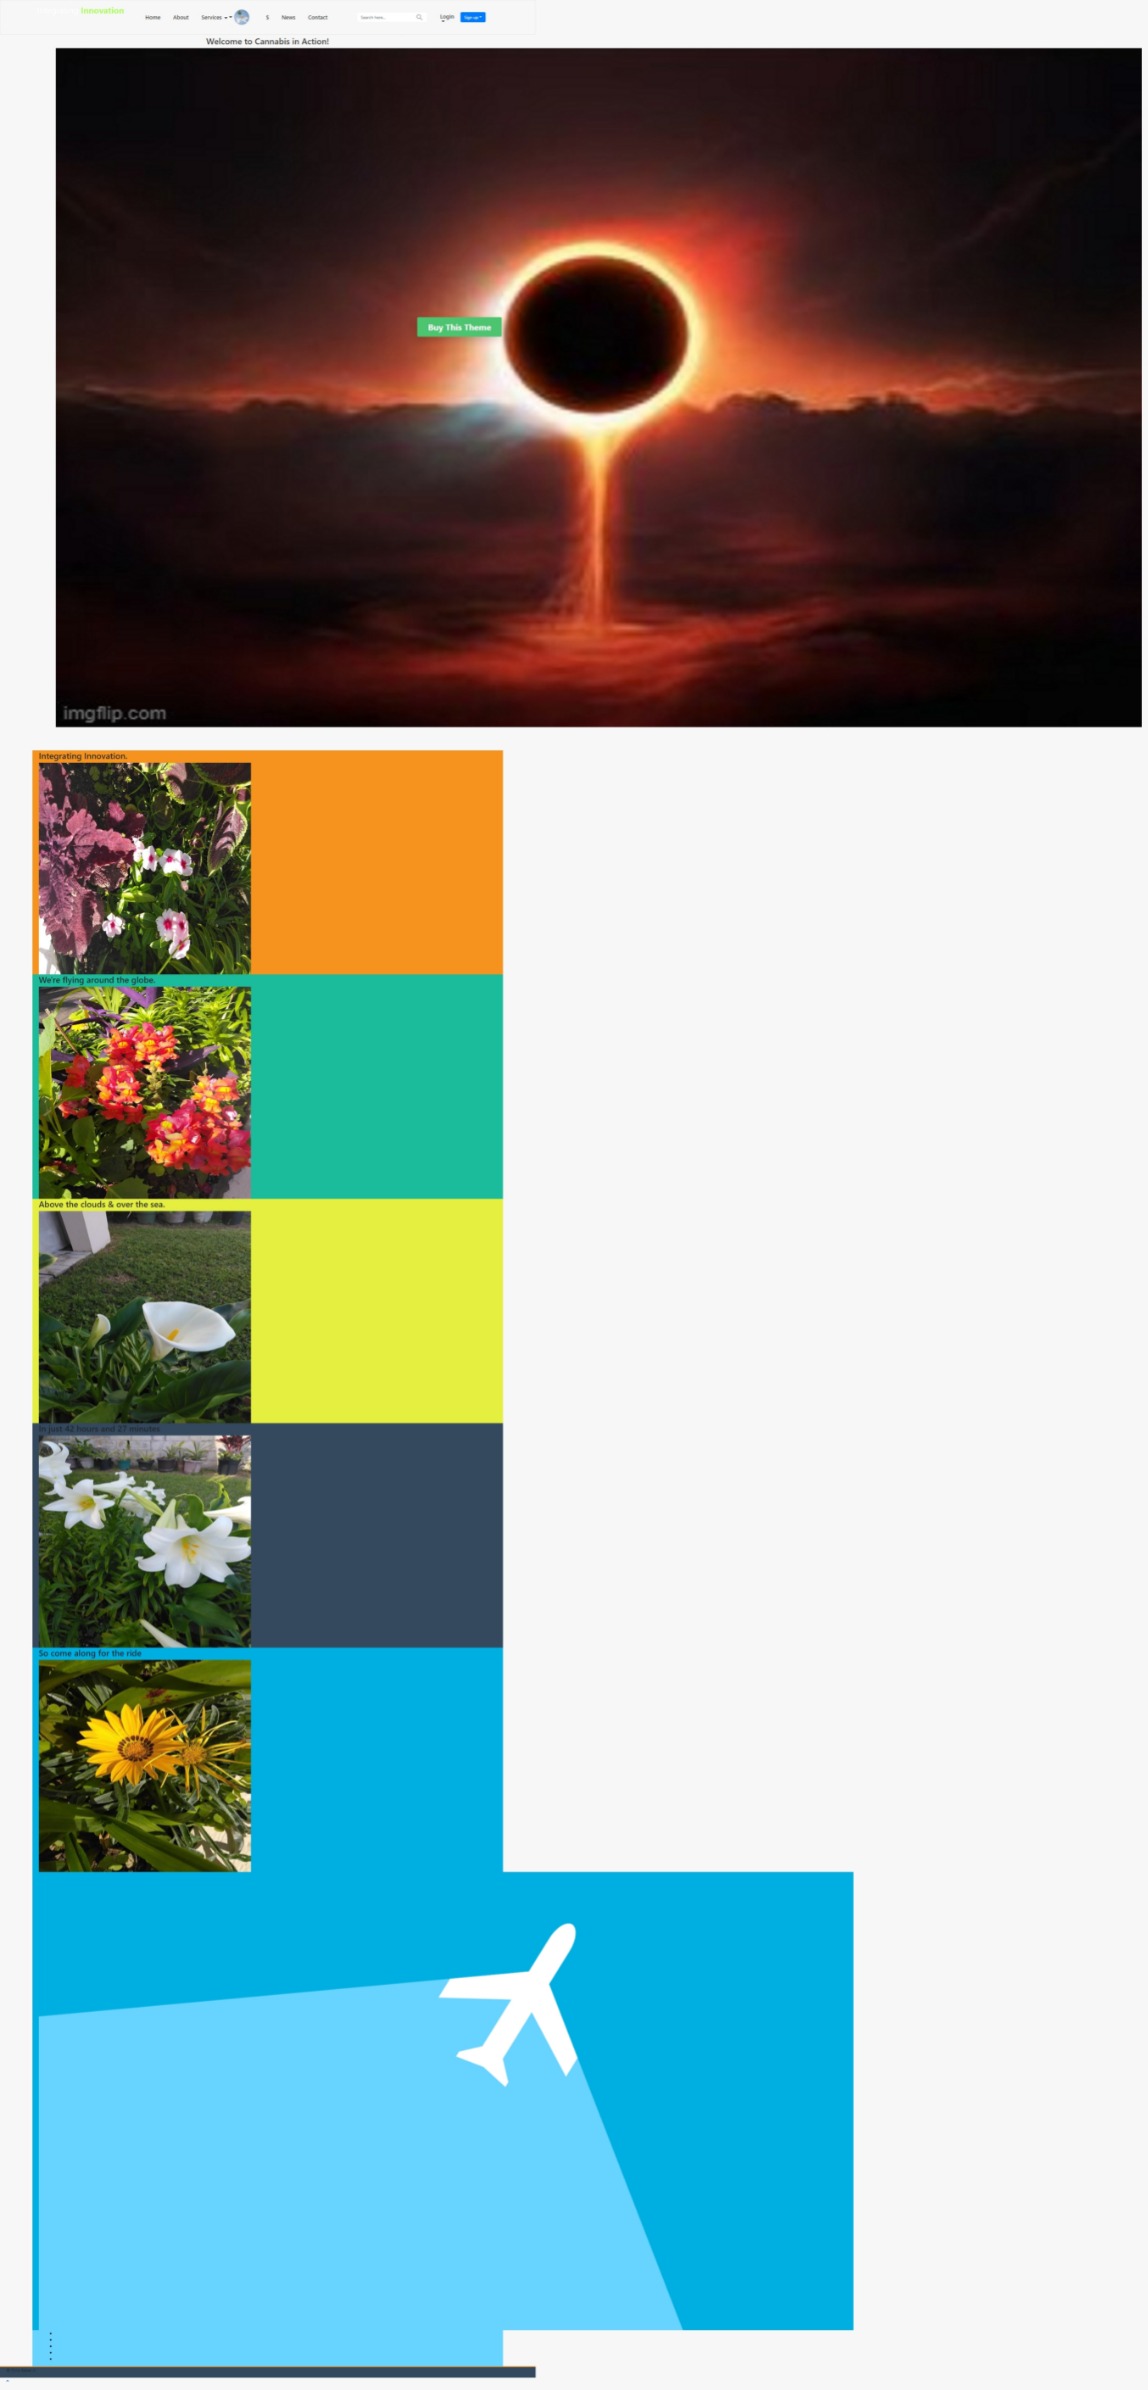 Innovation
Home About Services $ News Contact Search here... Login Sign up
Welcome to Cannabis in Action!
Buy This Theme
imgflip.com
Integrating Innovation.
We're flying around the globe.
Above the clouds & over the sea.
In just 42 hours and 27 minutes
So come along for the ride